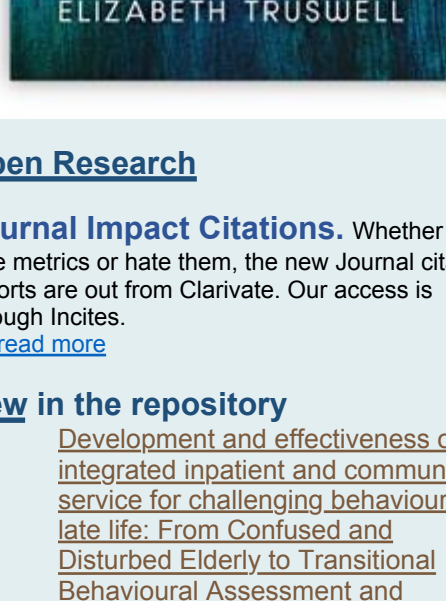 ELIZABETH TRUSWELL
pen Research
urnal Impact Citations. Whether
e metrics or hate them, the new Journal cit
orts are out from Clarivate. Our access is
ough Incites.
read more
ew in the repository
Development and effectiveness o
integrated inpatient and commun
service for challenging behaviour
late life: From Confused and
Disturbed Elderly to Transitional
Behavioural Assessment and